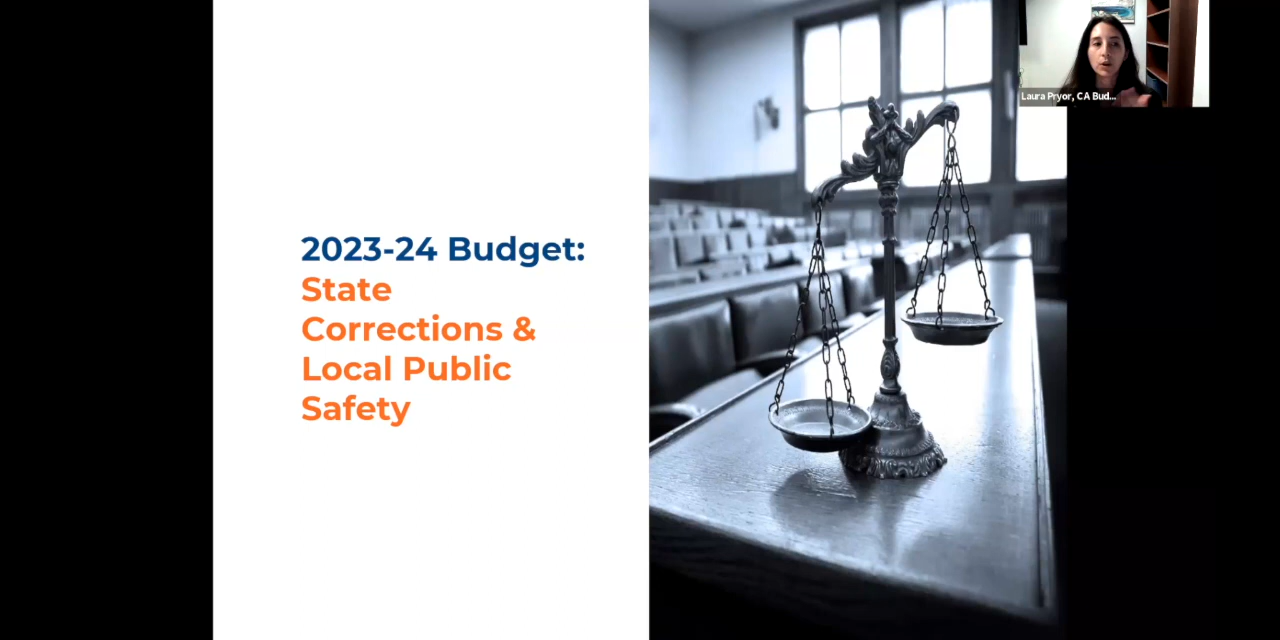 2023-24 Budget:
State
Corrections &
Local Public
Safety
Laura Pryor, CA Bud...